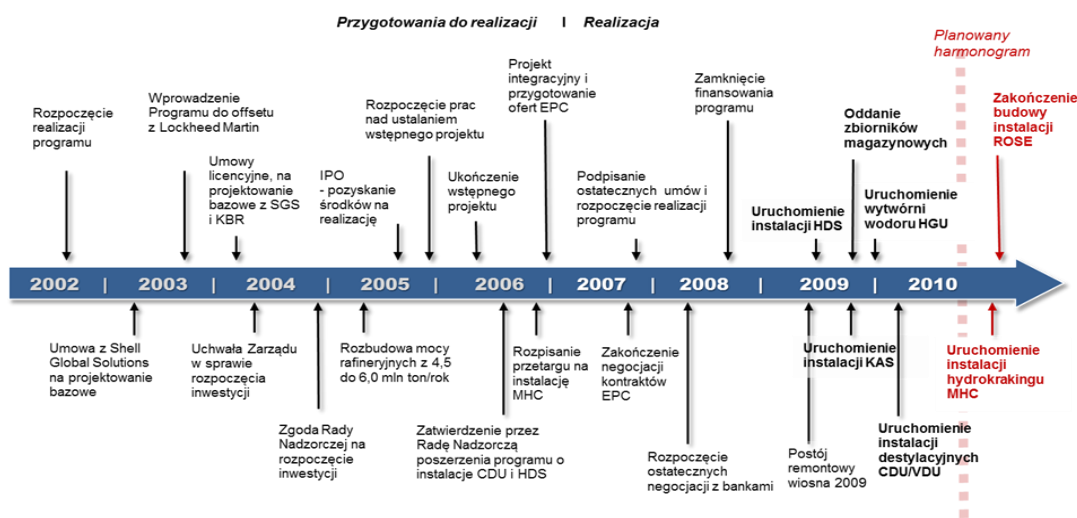 Przygotowania do realizacji | Realizacja
Planowany
harmonogram
Rozpoczęcie
realizacji
programu
Wprowadzenie
Programu do offsetu
z Lockheed Martin
Umowy
licencyjne, na
projektowanie
bazowe z SGS
i KBR
IPO
- pozyskanie
środków na
realizację
Rozpoczęcie prac
nad ustalaniem
wstępnego projektu
Ukończenie
wstępnego
projektu
Projekt
integracyjny i
przygotowanie
ofert EPC
Podpisanie
ostatecznych umów i
rozpoczęcie realizacji
programu
Zamknięcie
finansowania
programu
Uruchomienie
instalacji HDS
Oddanie
zbiorników
magazynowych
Uruchomienie
wytwórni
wodoru HGU
Zakończenie
budowy
instalacji
ROSE
2002 | 2003 | 2004 | 2005 | 2006 | 2007 | 2008 | 2009 | 2010
Umowa z Shell
Global Solutions
na projektowanie
bazowe
Uchwała Zarządu
w sprawie
rozpoczęcia
inwestycji
Zgoda Rady
Nadzorczej na
rozpoczęcie
inwestycji
Rozbudowa mocy
rafineryjnych z 4,5
do 6,0 mln ton/rok
Zatwierdzenie przez
Radę Nadzorczą
poszerzenia programu o
instalacje CDU i HDS
Rozpisanie
przetargu na
instalację
MHC
Zakończenie
negocjacji
kontraktów
EPC
Rozpoczęcie
ostatecznych
negocjacji z bankami
Postój
remontowy
wiosna 2009
Uruchomienie
instalacji KAS
Uruchomienie
instalacji
destylacyjnych
CDU/VDU
Uruchomienie
instalacji
hydrokrakingu
MHC